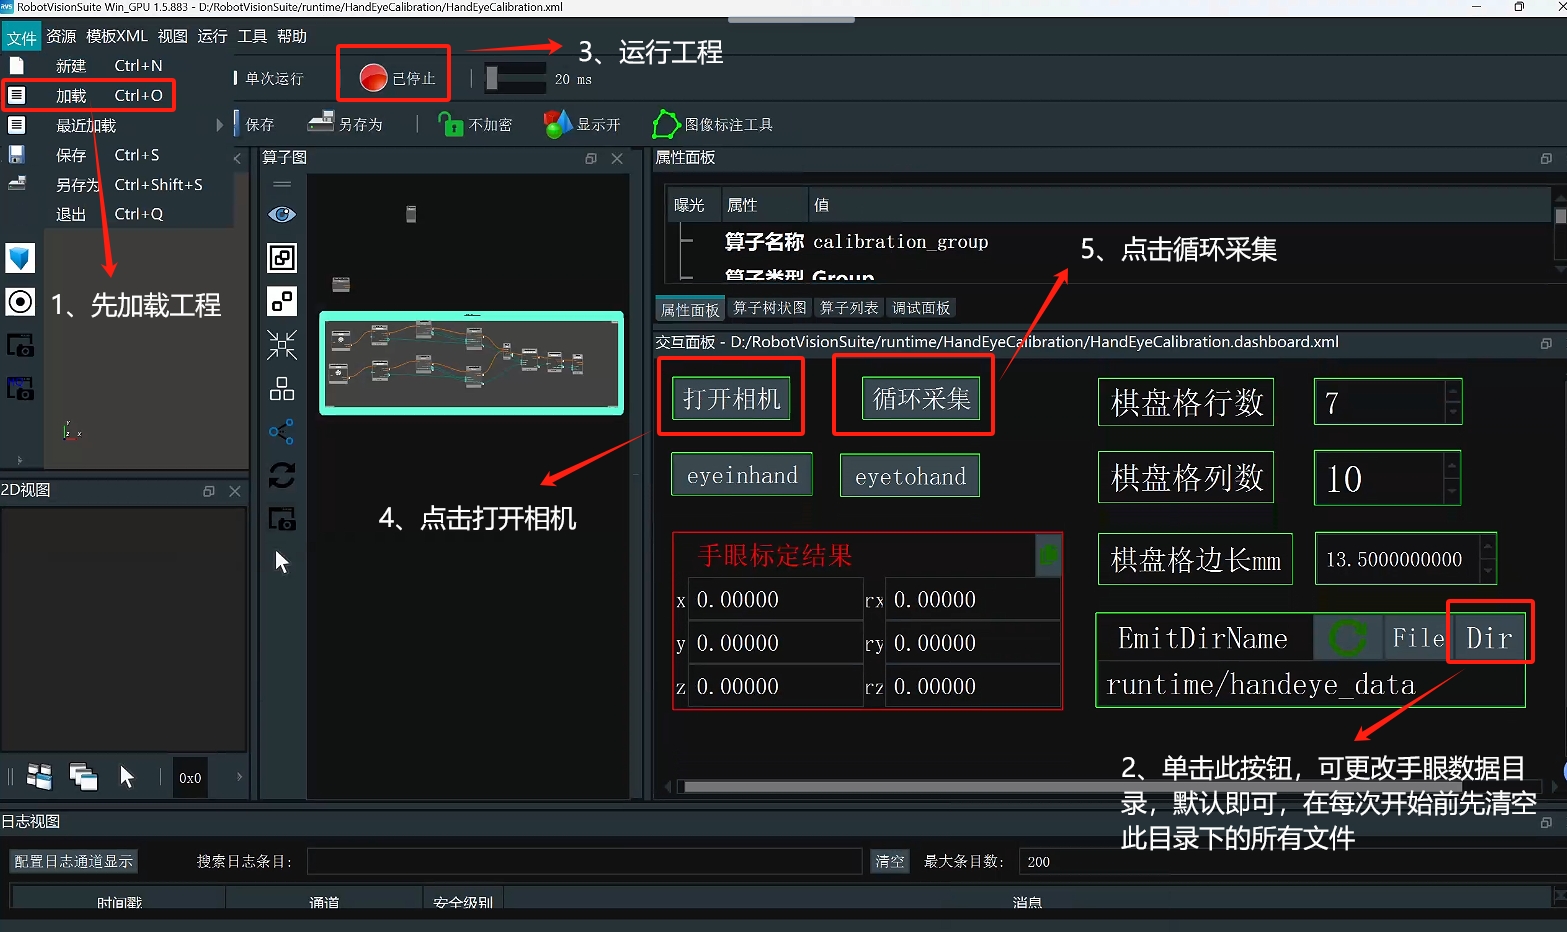 RobotVisionSuite Win_GPU 1.5.883 - D:/RobotVisionSuite/runtime/HandEyeCalibration/HandEyeCalibration.xml
文件 资源 模板XML 视图 运行 工具 帮助
新建 Ctrl+N
加载 Ctrl+O
最近加载
保存 Ctrl+S
另存为 Ctrl+Shift+S
退出 Ctrl+Q
单次运行
已停止
20 ms
3、运行工程
保存
另存为
不加密
显示开
图像标注工具
1、先加载工程
算子图
属性面板
曝光 属性 值
算子名称 calibration_group
算子类型 Group
5、点击循环采集
属性面板 算子树状图 算子列表 调试面板
交互面板 - D:/RobotVisionSuite/runtime/HandEyeCalibration/HandEyeCalibration.dashboard.xml
打开相机 循环采集
棋盘格行数 7
eyeinhand eyetohand
棋盘格列数 10
4、点击打开相机
手眼标定结果
棋盘格边长mm 13.5000000000
x 0.00000 rx 0.00000
y 0.00000 ry 0.00000
z 0.00000 rz 0.00000
EmitDirName File Dir
runtime/handeye_data
2、单击此按钮，可更改手眼数据目
录，默认即可，在每次开始前先清空
此目录下的所有文件
2D视图
0x0
日志视图
配置日志通道显示 搜索日志条目: 清空 最大条目数: 200
时间戳 通道 安全级别 消息